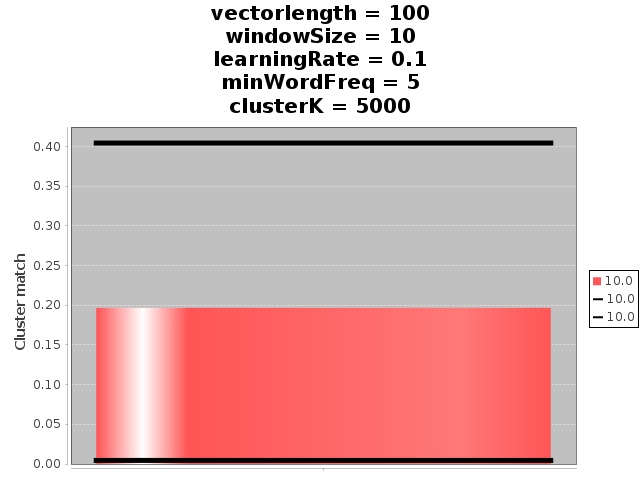 vectorlength = 100
windowSize = 10
learningRate = 0.1
minWordFreq = 5
clusterK = 5000
0.40
0.35
0.30
0.25
0.20
0.15
0.10
0.05
0.00
Cluster match
10.0
10.0
10.0